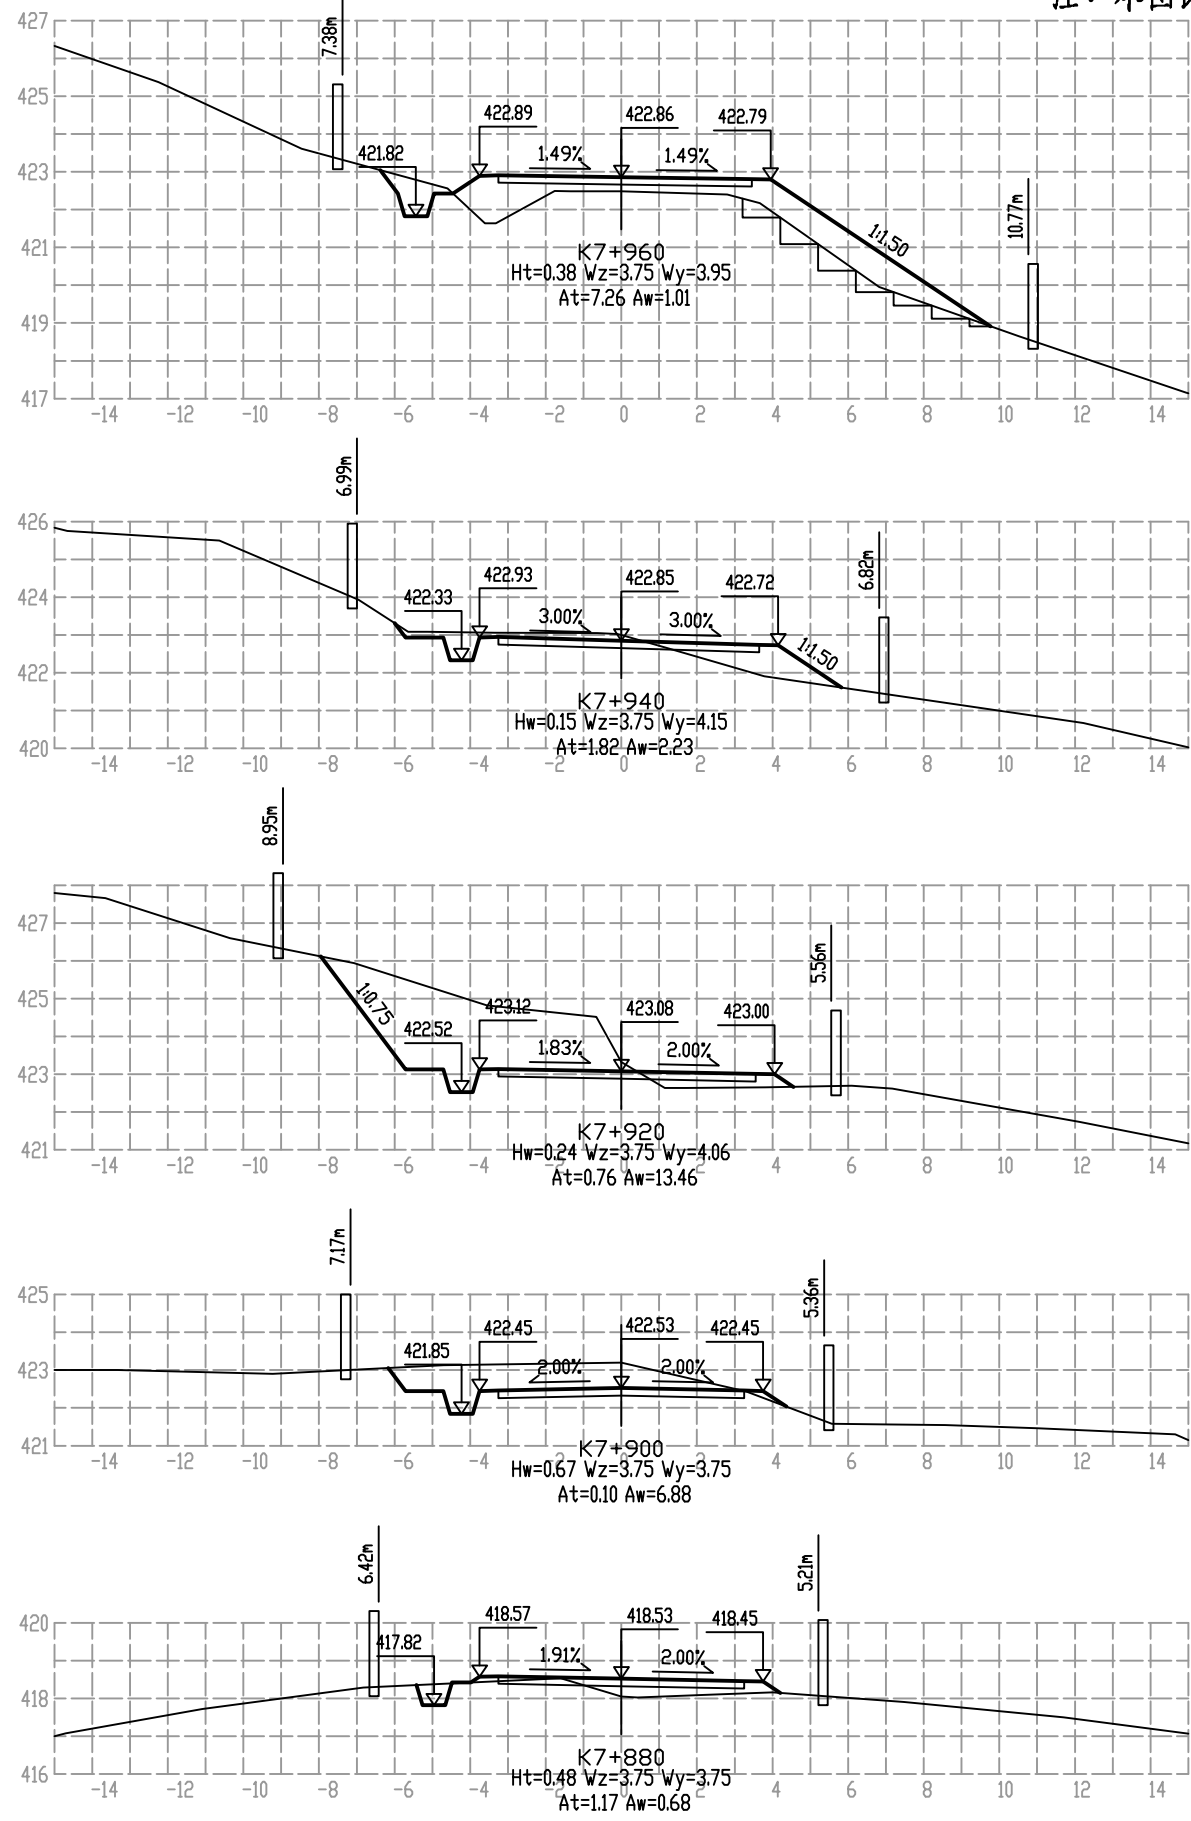 注：本图
427
7.38m
425
422.89
422.86
422.79
421.82
1.49%
1.49%
423
10.77m
421
1:1.50
K7+960
Ht=0.38 Wz=3.75 Wy=3.95
At=7.26 Aw=1.01
419
417
-14 -12 -10 -8 -6 -4 -2 0 2 4 6 8 10 12 14
6.99m
426
6.82m
422.93
422.85
422.72
424
422.33
3.00%
3.00%
1:1.50
422
K7+940
Hw=0.15 Wz=3.75 Wy=4.15
At=1.82 Aw=2.23
420
-14 -12 -10 -8 -6 -4 -2 0 2 4 6 8 10 12 14
8.95m
427
5.56m
425
1:0.75
423.12
423.08
423.00
422.52
1.83%
2.00%
423
K7+920
421
Hw=0.24 Wz=3.75 Wy=4.06
-14 -12 -10 -8 -6 -4 -2 0 2 4 6 8 10 12 14
At=0.76 Aw=13.46
7.17m
425
5.36m
422.45
422.53
422.45
421.85
2.00%
2.00%
423
421
K7+900
-14 -12 -10 -8 -6 -4 -2 0 2 4 6 8 10 12 14
Hw=0.67 Wz=3.75 Wy=3.75
At=0.10 Aw=6.88
6.42m
5.21m
420
418.57
418.53
418.45
417.82
1.91%
2.00%
418
K7+880
416
Ht=0.48 Wz=3.75 Wy=3.75
-14 -12 -10 -8 -6 -4 -2 0 2 4 6 8 10 12 14
At=1.17 Aw=0.68